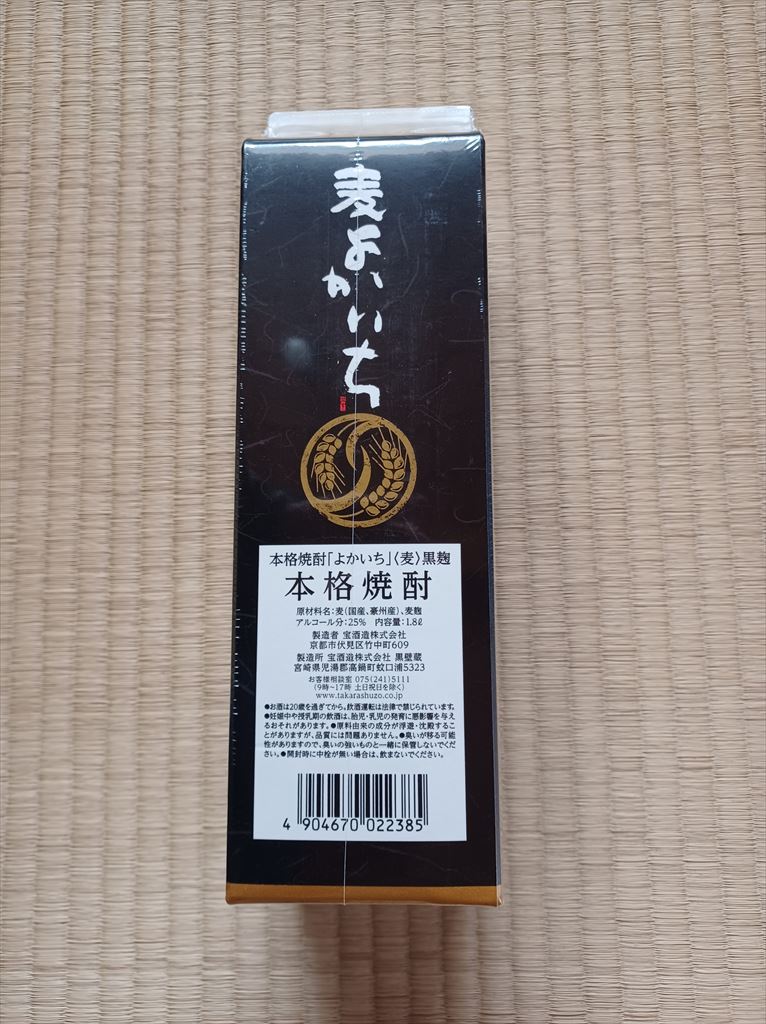 麦よかいち
本格焼酎「よかいち」〈麦〉黒麹
本格焼酎
原材料名：麦（国産、豪州産）、麦麹
アルコール分：25%　内容量：1.8ℓ
製造者 宝酒造株式会社
京都市伏見区竹中町609
製造所 宝酒造株式会社 黒壁蔵
宮崎県児湯郡高鍋町蚊口浦5323
お客様相談室 075(241)5111
（9時～17時 土日祝日を除く）
www.takarashuzo.co.jp
●お酒は20歳を過ぎてから。飲酒運転は法律で禁じられています。
●妊娠中や授乳期の飲酒は、胎児・乳児の発育に悪影響を与え
るおそれがあります。●原料由来の成分が浮遊・沈殿するこ
とがありますが、品質には問題ありません。●臭いが移る可能
性がありますので、臭いの強いものと一緒に保管しないでくだ
さい。●開封時に中栓が無い場合は、飲まないでください。
4 904670 022385